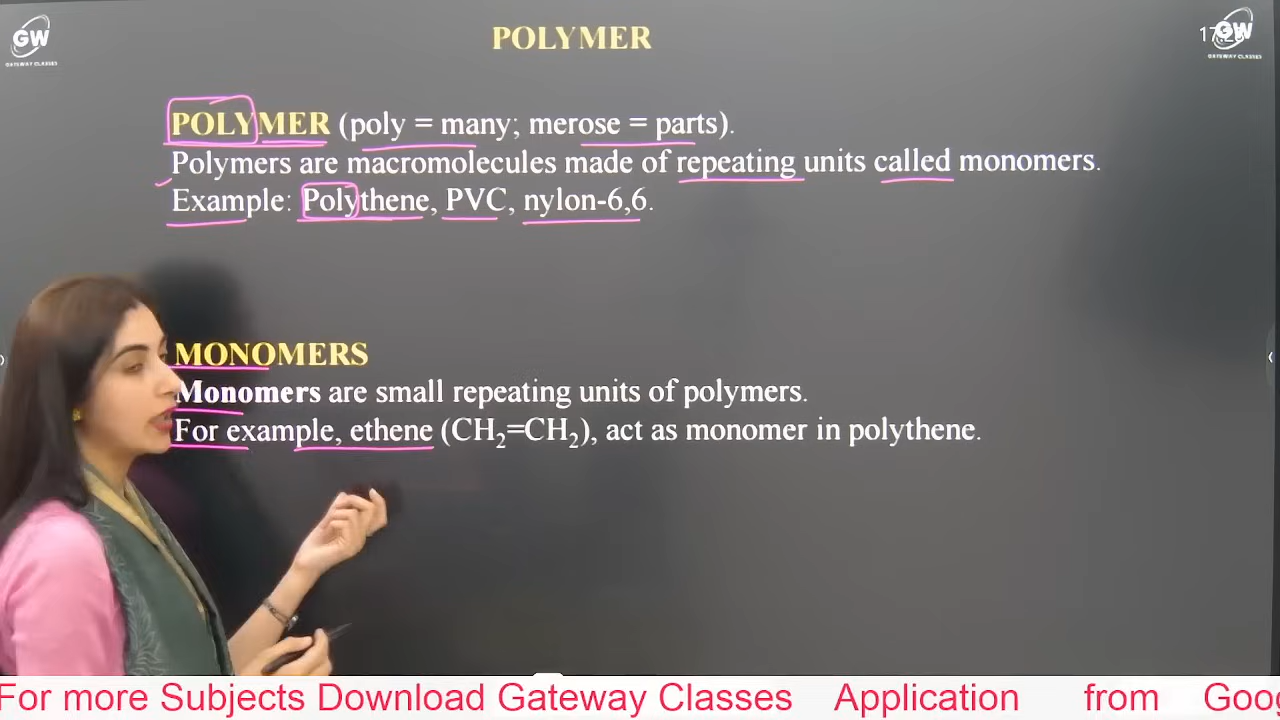 GW
GATEWAY CLASSES
POLYMER
GW
GATEWAY CLASSES
POLYMER (poly = many; merose = parts).
Polymers are macromolecules made of repeating units called monomers.
Example: Polythene, PVC, nylon-6,6.
MONOMERS
Monomers are small repeating units of polymers.
For example, ethene (CH₂=CH₂), act as monomer in polythene.
For more Subjects Download Gateway Classes Application from Goog